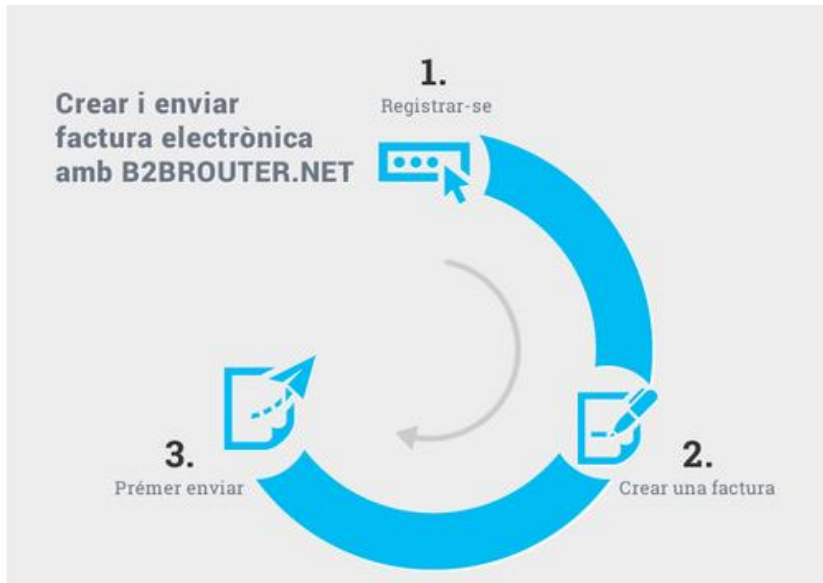 Crear i enviar
factura electrònica
amb B2BROUTER.NET
1.
Registrar-se
2.
Crear una factura
3.
Prémer enviar